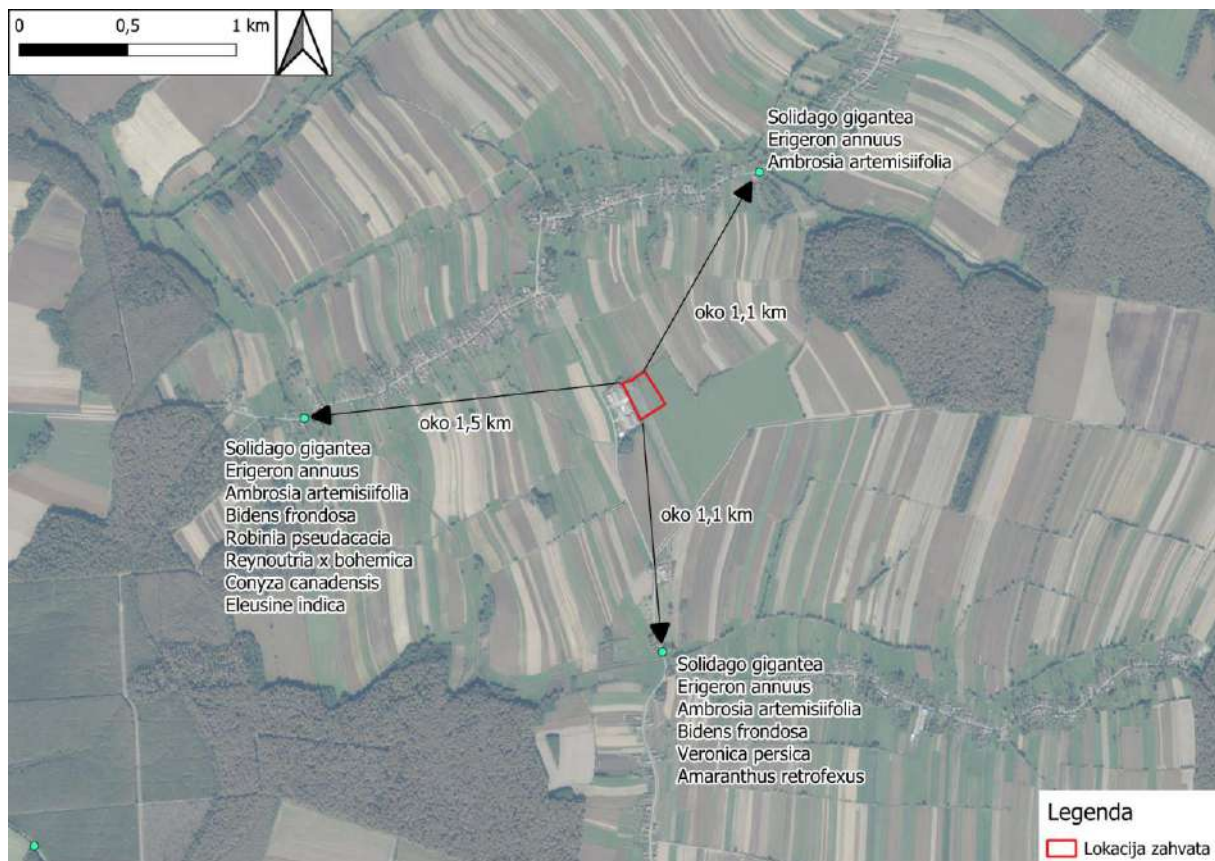 0 0,5 1 km
Solidago gigantea
Erigeron annuus
Ambrosia artemisiifolia
oko 1,1 km
oko 1,5 km
Solidago gigantea
Erigeron annuus
Ambrosia artemisiifolia
Bidens frondosa
Robinia pseudacacia
Reynoutria x bohemica
Conyza canadensis
Eleusine indica
oko 1,1 km
Solidago gigantea
Erigeron annuus
Ambrosia artemisiifolia
Bidens frondosa
Veronica persica
Amaranthus retrofexus
Legenda
Lokacija zahvata